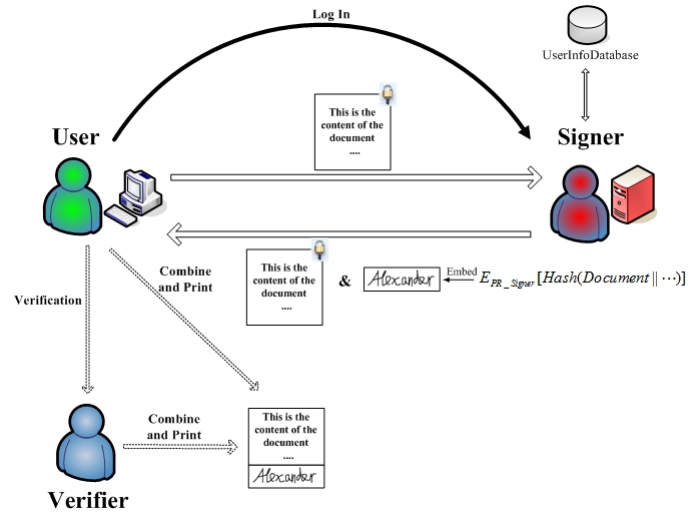 Log In
UserInfoDatabase
This is the
content of the
document
....
User
Signer
This is the
content of the
document
....
&
Alexander
Embed
E_{PR_Signer}[Hash(Document || ···)]
Combine
and Print
Verification
Combine
and Print
This is the
content of the
document
....
Alexander
Verifier